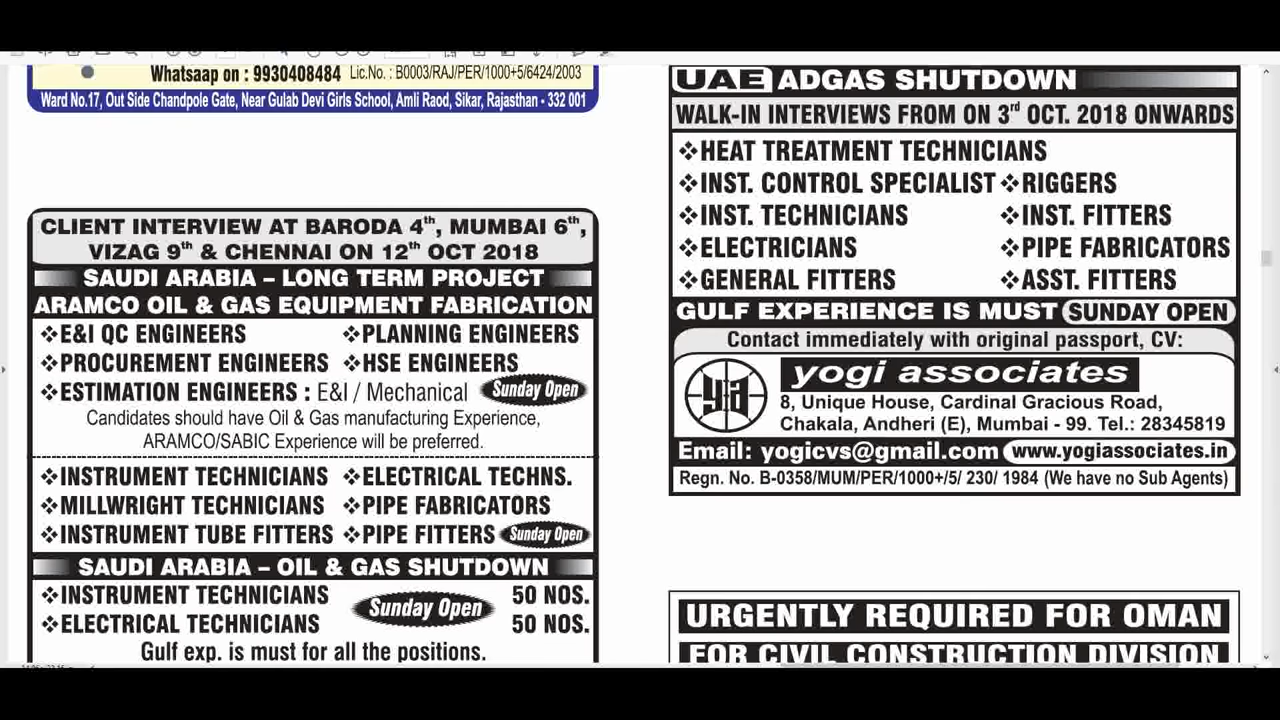 Whatsaap on : 9930408484 Lic.No. : B0003/RAJ/PER/1000+5/6424/2003
Ward No.17, Out Side Chandpole Gate, Near Gulab Devi Girls School, Amli Raod, Sikar, Rajasthan - 332 001
CLIENT INTERVIEW AT BARODA 4th, MUMBAI 6th,
VIZAG 9th & CHENNAI ON 12th OCT 2018
SAUDI ARABIA – LONG TERM PROJECT
ARAMCO OIL & GAS EQUIPMENT FABRICATION
❖E&I QC ENGINEERS ❖PLANNING ENGINEERS
❖PROCUREMENT ENGINEERS ❖HSE ENGINEERS
❖ESTIMATION ENGINEERS : E&I / Mechanical Sunday Open
Candidates should have Oil & Gas manufacturing Experience,
ARAMCO/SABIC Experience will be preferred.
❖INSTRUMENT TECHNICIANS ❖ELECTRICAL TECHNS.
❖MILLWRIGHT TECHNICIANS ❖PIPE FABRICATORS
❖INSTRUMENT TUBE FITTERS ❖PIPE FITTERS Sunday Open
SAUDI ARABIA – OIL & GAS SHUTDOWN
❖INSTRUMENT TECHNICIANS 50 NOS.
Sunday Open
❖ELECTRICAL TECHNICIANS 50 NOS.
Gulf exp. is must for all the positions.
UAE ADGAS SHUTDOWN
WALK-IN INTERVIEWS FROM ON 3rd OCT. 2018 ONWARDS
❖HEAT TREATMENT TECHNICIANS
❖INST. CONTROL SPECIALIST ❖RIGGERS
❖INST. TECHNICIANS ❖INST. FITTERS
❖ELECTRICIANS ❖PIPE FABRICATORS
❖GENERAL FITTERS ❖ASST. FITTERS
GULF EXPERIENCE IS MUST SUNDAY OPEN
Contact immediately with original passport, CV:
yogi associates
8, Unique House, Cardinal Gracious Road,
Chakala, Andheri (E), Mumbai - 99. Tel.: 28345819
Email: yogicvs@gmail.com www.yogiassociates.in
Regn. No. B-0358/MUM/PER/1000+/5/ 230/ 1984 (We have no Sub Agents)
URGENTLY REQUIRED FOR OMAN
FOR CIVIL CONSTRUCTION DIVISION